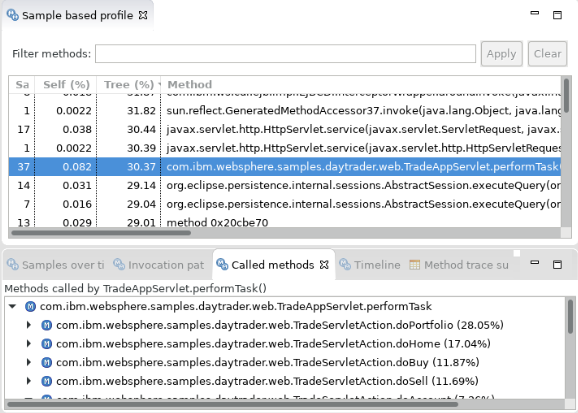 Sample based profile
Filter methods:
Apply
Clear
Sa Self (%) Tree (%) Method
1 0.0022 31.82 sun.reflect.GeneratedMethodAccessor37.invoke(java.lang.Object, java.lang
17 0.038 30.44 javax.servlet.http.HttpServlet.service(javax.servlet.ServletRequest, javax.
1 0.0022 30.39 javax.servlet.http.HttpServlet.service(javax.servlet.http.HttpServletReques
37 0.082 30.37 com.ibm.websphere.samples.daytrader.web.TradeAppServlet.performTask(
14 0.031 29.14 org.eclipse.persistence.internal.sessions.AbstractSession.executeQuery(or
7 0.016 29.04 org.eclipse.persistence.internal.sessions.AbstractSession.executeQuery(or
13 0.029 29.01 method 0x20cbe70
Samples over ti
Invocation pat
Called methods
Timeline
Method trace su
Methods called by TradeAppServlet.performTask()
com.ibm.websphere.samples.daytrader.web.TradeAppServlet.performTask
com.ibm.websphere.samples.daytrader.web.TradeServletAction.doPortfolio (28.05%)
com.ibm.websphere.samples.daytrader.web.TradeServletAction.doHome (17.04%)
com.ibm.websphere.samples.daytrader.web.TradeServletAction.doBuy (11.87%)
com.ibm.websphere.samples.daytrader.web.TradeServletAction.doSell (11.69%)